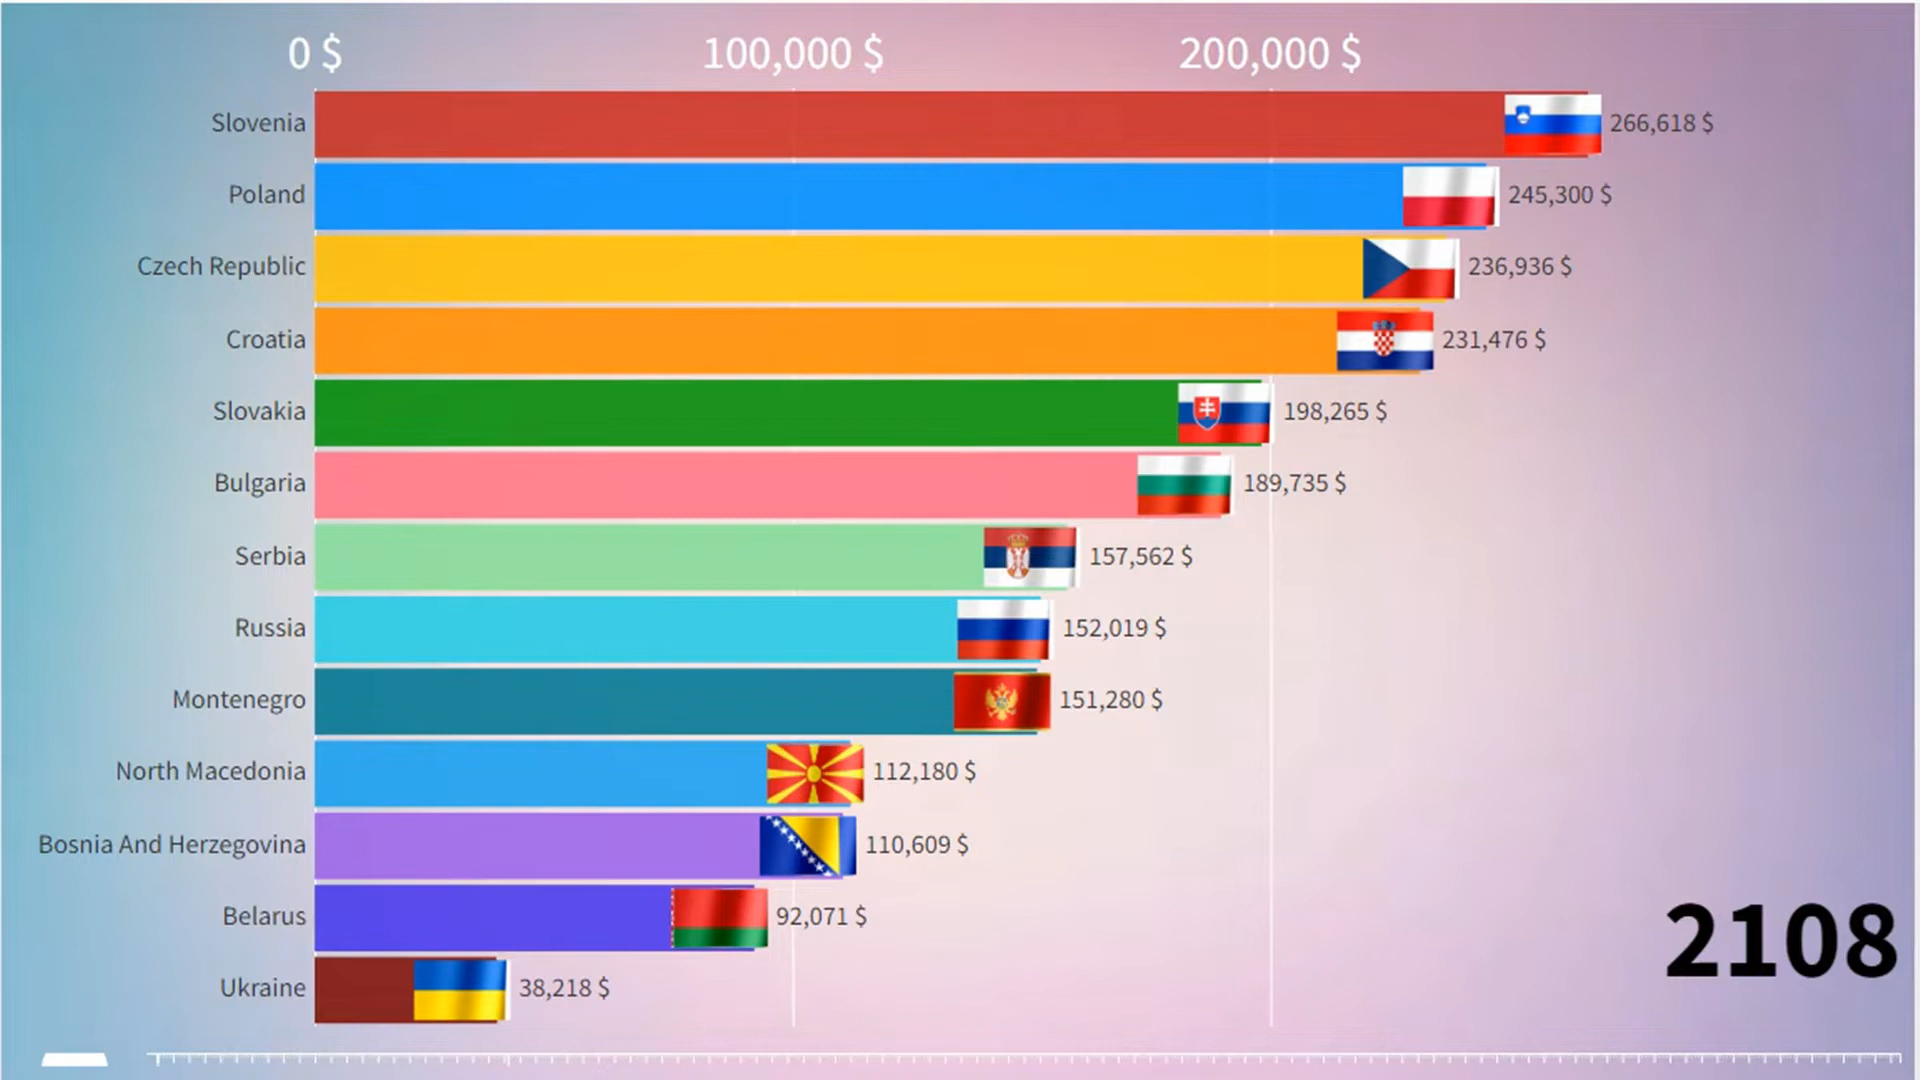 0 $ 100,000 $ 200,000 $
Slovenia 266,618 $
Poland 245,300 $
Czech Republic 236,936 $
Croatia 231,476 $
Slovakia 198,265 $
Bulgaria 189,735 $
Serbia 157,562 $
Russia 152,019 $
Montenegro 151,280 $
North Macedonia 112,180 $
Bosnia And Herzegovina 110,609 $
Belarus 92,071 $
Ukraine 38,218 $
2108